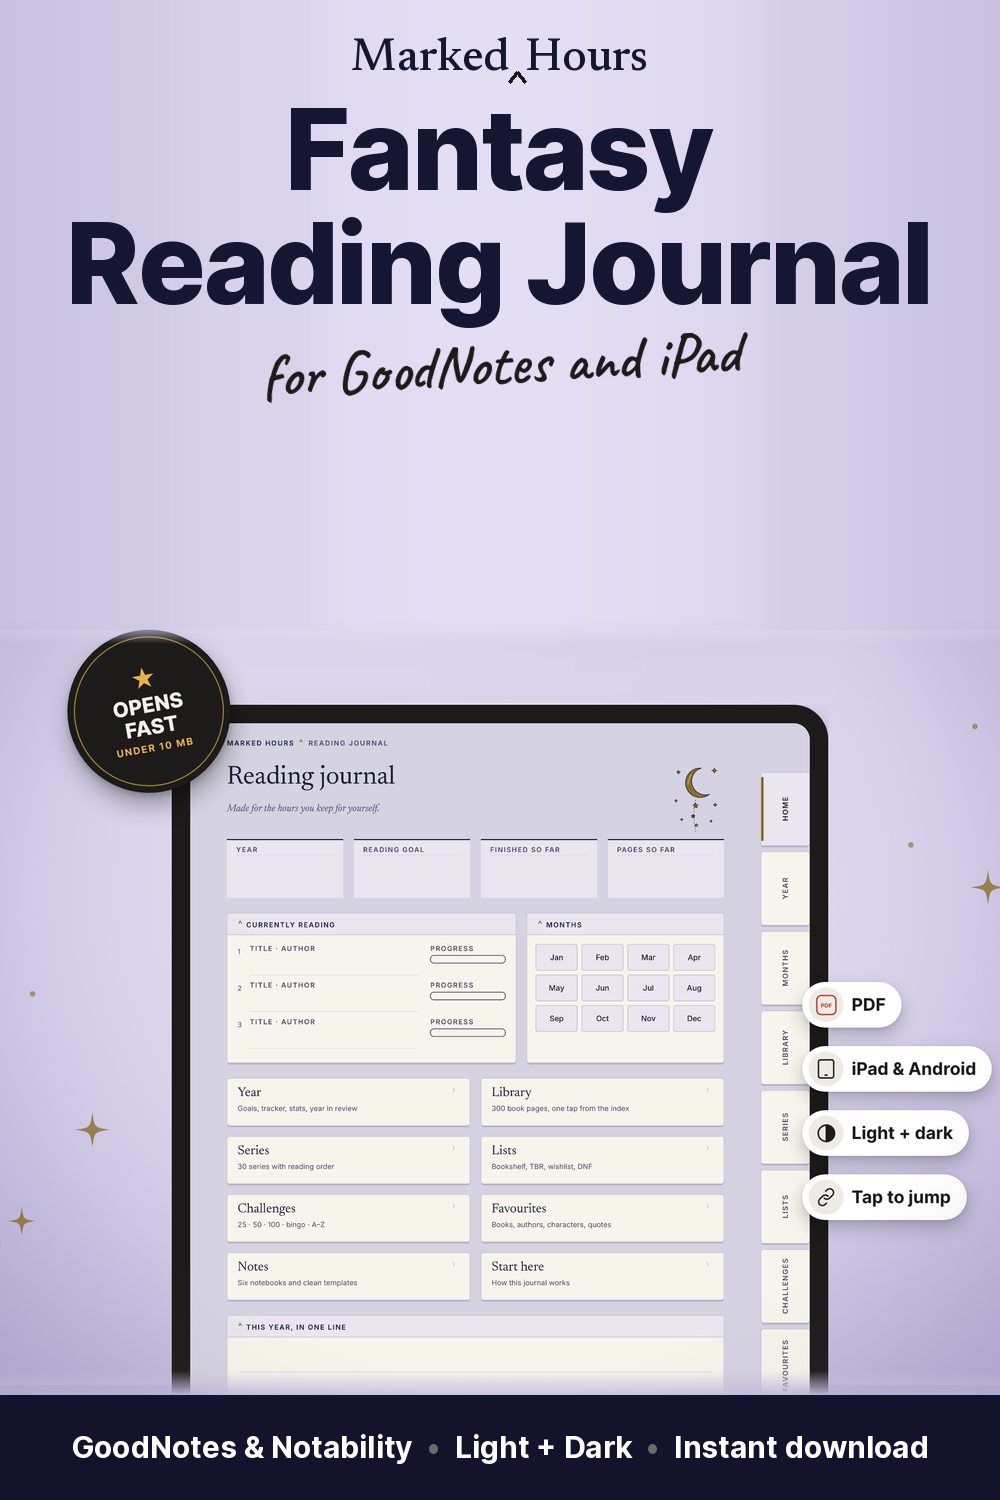 Marked ^ Hours
Fantasy
Reading Journal
for GoodNotes and iPad
OPENS
FAST
UNDER 10 MB
MARKED HOURS ^ READING JOURNAL
Reading journal
Made for the hours you keep for yourself.
YEAR
READING GOAL
FINISHED SO FAR
PAGES SO FAR
^ CURRENTLY READING
1 TITLE · AUTHOR PROGRESS
2 TITLE · AUTHOR PROGRESS
3 TITLE · AUTHOR PROGRESS
^ MONTHS
Jan Feb Mar Apr
May Jun Jul Aug
Sep Oct Nov Dec
Year
Goals, tracker, stats, year in review
Library
300 book pages, one tap from the index
Series
30 series with reading order
Lists
Bookshelf, TBR, wishlist, DNF
Challenges
25 · 50 · 100 · bingo · A–Z
Favourites
Books, authors, characters, quotes
Notes
Six notebooks and clean templates
Start here
How this journal works
^ THIS YEAR, IN ONE LINE
HOME
YEAR
MONTHS
LIBRARY
SERIES
LISTS
CHALLENGES
FAVOURITES
PDF PDF
iPad & Android
Light + dark
Tap to jump
GoodNotes & Notability • Light + Dark • Instant download